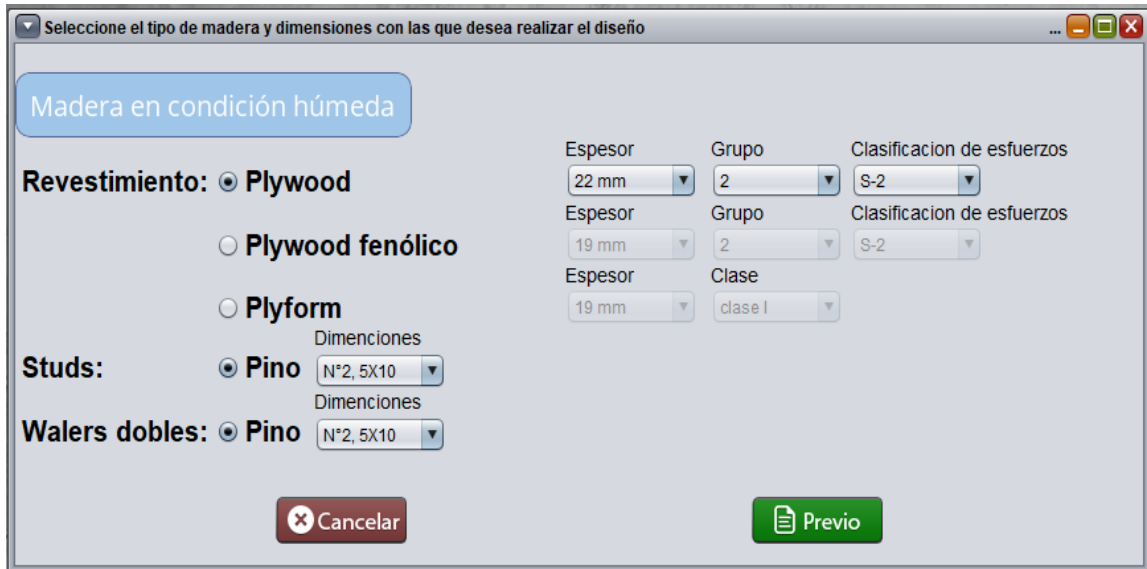 Seleccione el tipo de madera y dimensiones con las que desea realizar el diseño ...
Madera en condición húmeda
Espesor Grupo Clasificacion de esfuerzos
Revestimiento: Plywood 22 mm 2 S-2
Espesor Grupo Clasificacion de esfuerzos
Plywood fenólico 19 mm 2 S-2
Espesor Clase
Plyform 19 mm clase I
Dimenciones
Studs: Pino N°2, 5X10
Dimenciones
Walers dobles: Pino N°2, 5X10
Cancelar Previo